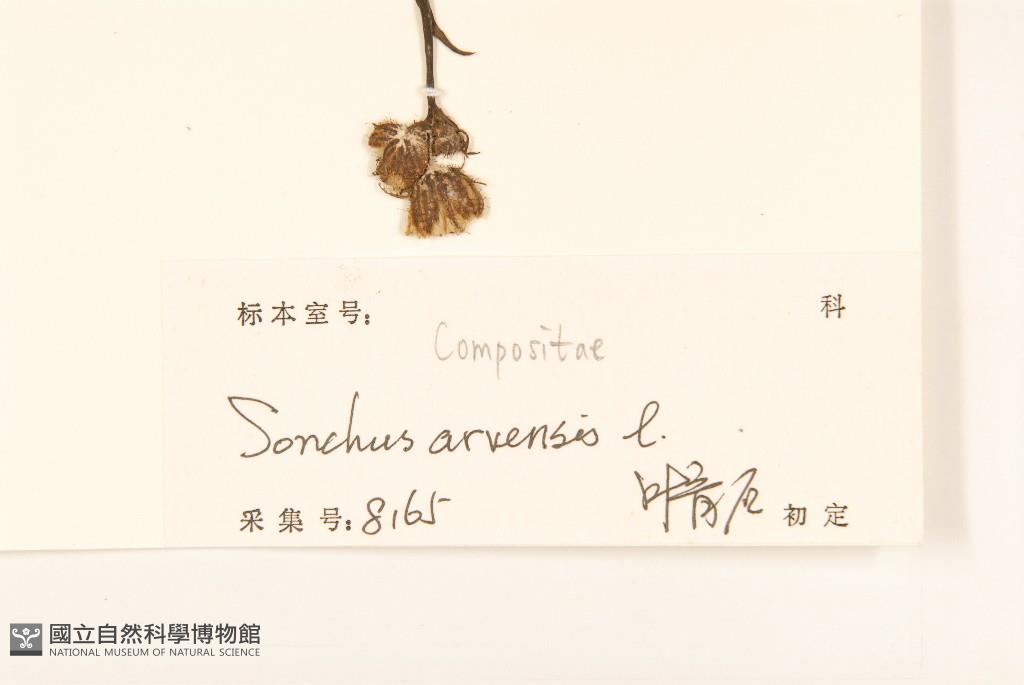 标本室号: 科
Compositae
Sonchus arvensis L.
采集号: 8165 初定
國立自然科學博物館
NATIONAL MUSEUM OF NATURAL SCIENCE